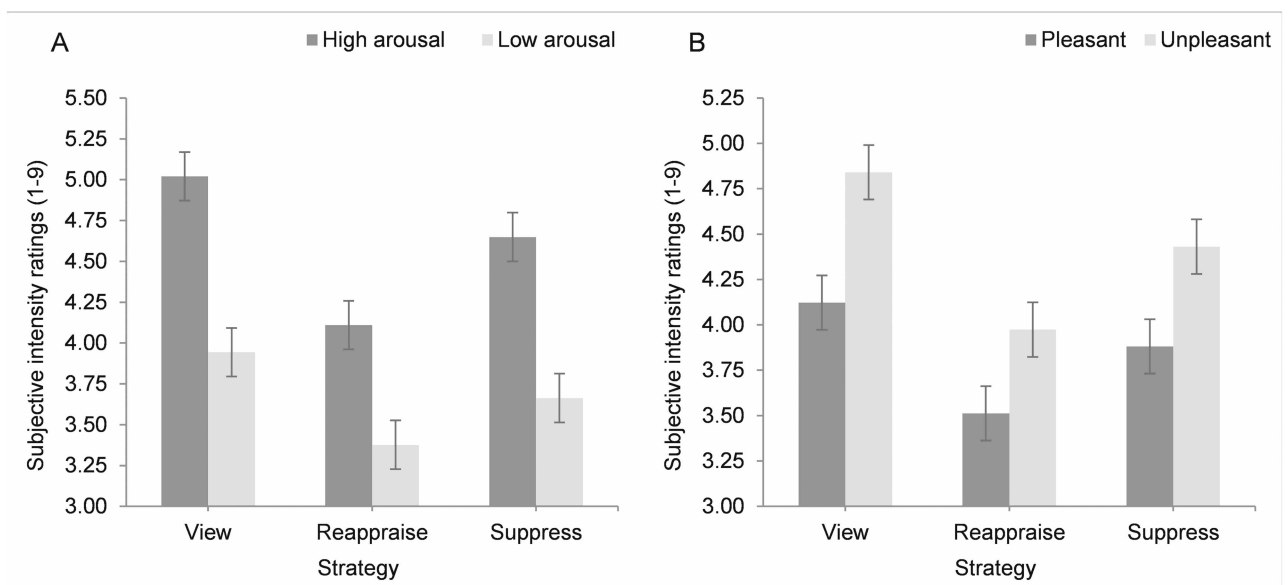 A
High arousal
Low arousal
Subjective intensity ratings (1-9)
5.50
5.25
5.00
4.75
4.50
4.25
4.00
3.75
3.50
3.25
3.00
View
Reappraise
Suppress
Strategy
B
Pleasant
Unpleasant
Subjective intensity ratings (1-9)
5.25
5.00
4.75
4.50
4.25
4.00
3.75
3.50
3.25
3.00
View
Reappraise
Suppress
Strategy